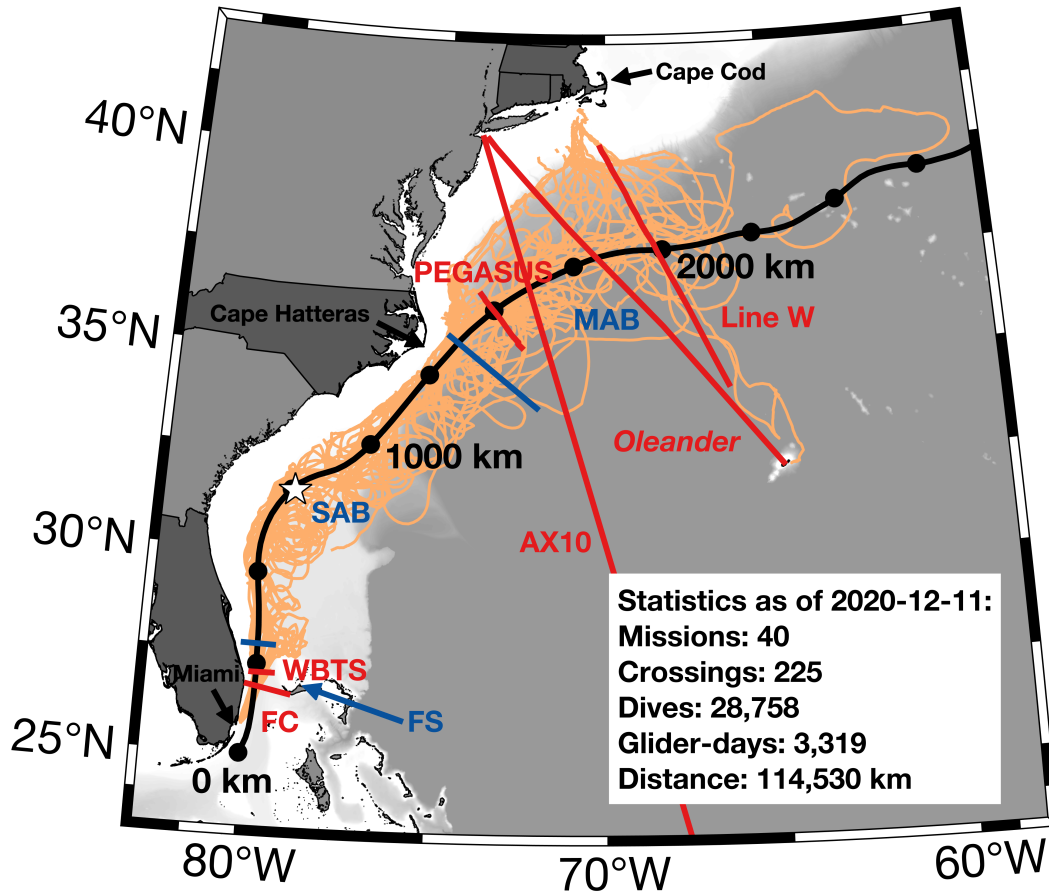 Cape Cod
40°N
PEGASUS
2000 km
Cape Hatteras
35°N
MAB
Line W
Oleander
1000 km
SAB
30°N
AX10
Statistics as of 2020-12-11:
Missions: 40
Crossings: 225
Dives: 28,758
Glider-days: 3,319
Distance: 114,530 km
Miami
WBTS
FC
FS
25°N
0 km
80°W
70°W
60°W